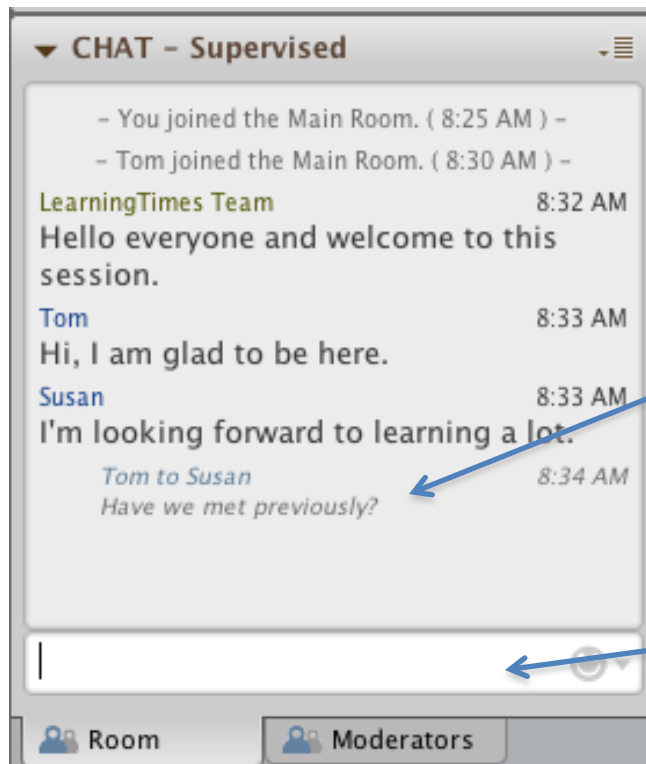 CHAT – Supervised
– You joined the Main Room. ( 8:25 AM ) –
– Tom joined the Main Room. ( 8:30 AM ) –
LearningTimes Team 8:32 AM
Hello everyone and welcome to this
session.
Tom 8:33 AM
Hi, I am glad to be here.
Susan 8:33 AM
I'm looking forward to learning a lot.
Tom to Susan 8:34 AM
Have we met previously?
Room Moderators